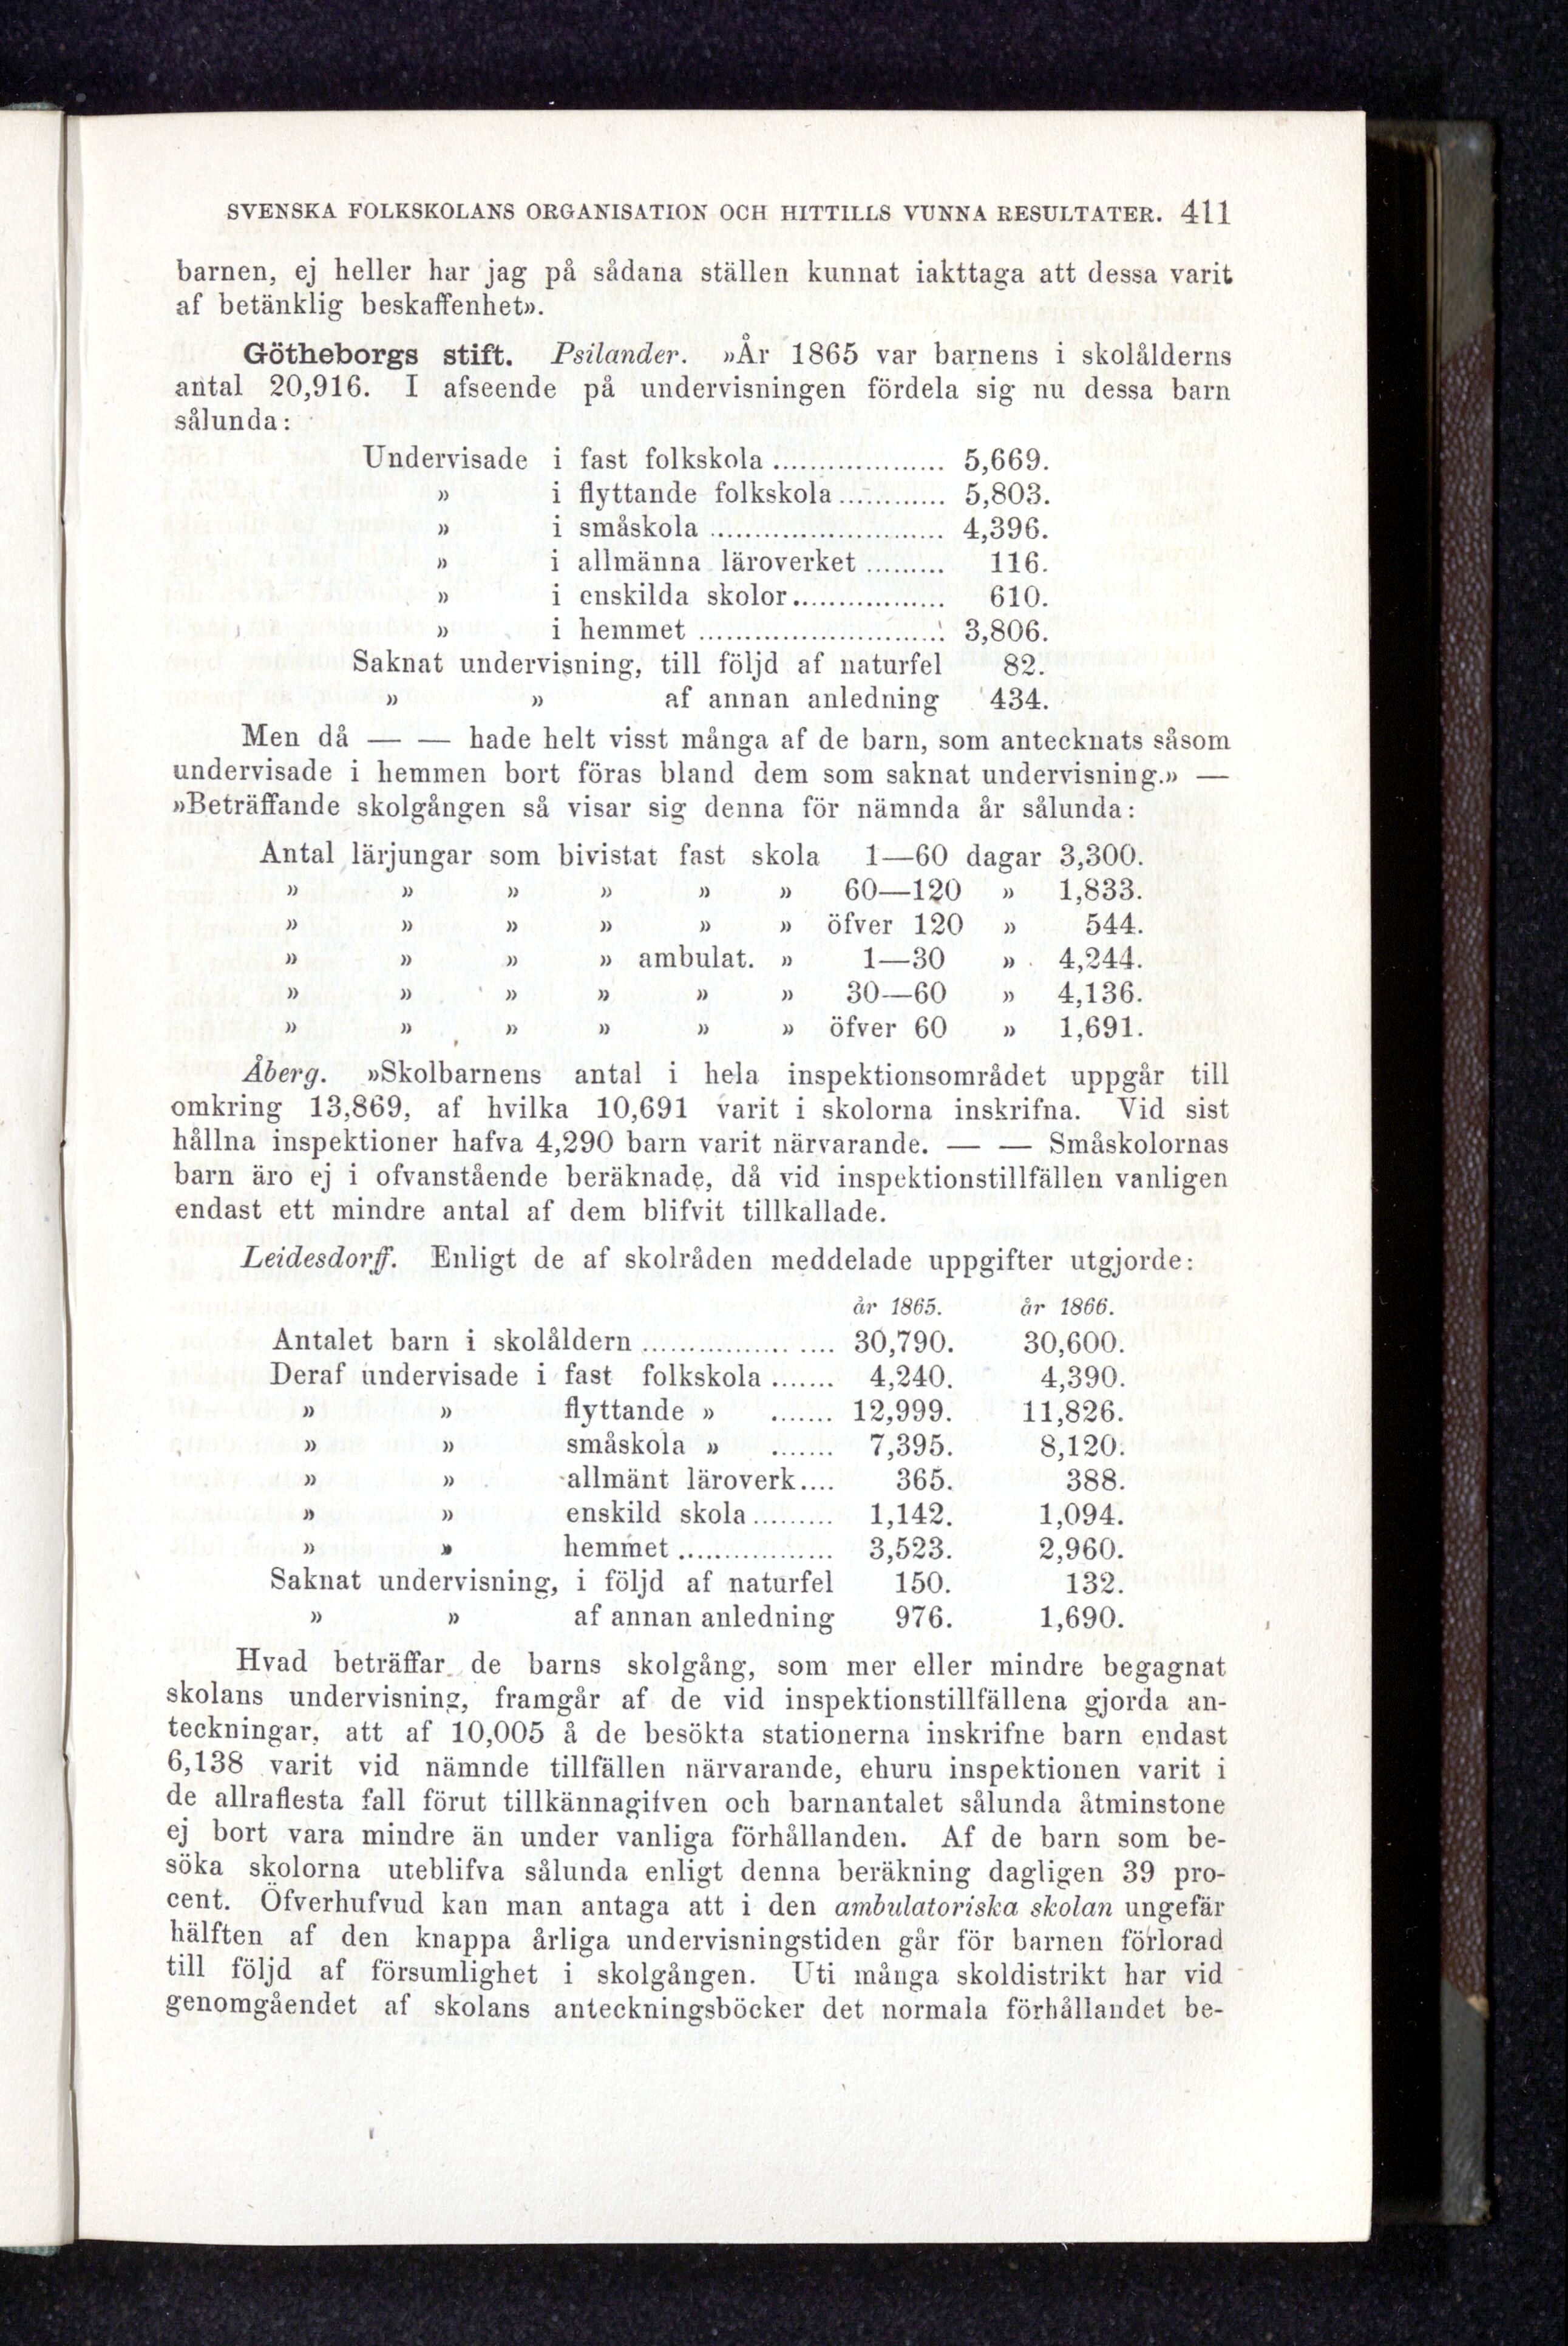 SVENSKA FOLKSKOLANS ORGANISATION OCH HITTILLS VUNNA RESULTATER. 411
barnen, ej heller har jag på sådana ställen kunnat iakttaga att dessa varit
af betänklig beskaffenhet».
Götheborgs stift. Psilander. »År 1865 var barnens i skolålderns
antal 20,916. I afseende på undervisningen fördela sig nu dessa barn
sålunda:
Undervisade i fast folkskola ................... 5,669.
» i flyttande folkskola ............ 5,803.
» i småskola .......................... 4,396.
» i allmänna läroverket ......... 116.
» i enskilda skolor ................. 610.
» i hemmet ........................... 3,806.
Saknat undervisning, till följd af naturfel 82.
» » af annan anledning 434.
Men då — — hade helt visst många af de barn, som antecknats såsom
undervisade i hemmen bort föras bland dem som saknat undervisning.» —
»Beträffande skolgången så visar sig denna för nämnda år sålunda:
Antal lärjungar som bivistat fast skola 1—60 dagar 3,300.
» » » » » » 60—120 » 1,833.
» » » » » » öfver 120 » 544.
» » » » ambulat. » 1—30 » 4,244.
» » » » » » 30—60 » 4,136.
» » » » » » öfver 60 » 1,691.
Åberg. »Skolbarnens antal i hela inspektionsområdet uppgår till
omkring 13,869, af hvilka 10,691 varit i skolorna inskrifna. Vid sist
hållna inspektioner hafva 4,290 barn varit närvarande. — — Småskolornas
barn äro ej i ofvanstående beräknade, då vid inspektionstillfällen vanligen
endast ett mindre antal af dem blifvit tillkallade.
Leidesdorff. Enligt de af skolråden meddelade uppgifter utgjorde:
år 1865. år 1866.
Antalet barn i skolåldern .................... 30,790. 30,600.
Deraf undervisade i fast folkskola ....... 4,240. 4,390.
» » flyttande » ....... 12,999. 11,826.
» » småskola » ....... 7,395. 8,120.
» » allmänt läroverk .... 365. 388.
» » enskild skola ......... 1,142. 1,094.
» » hemmet ................. 3,523. 2,960.
Saknat undervisning, i följd af naturfel 150. 132.
» » af annan anledning 976. 1,690.
Hvad beträffar de barns skolgång, som mer eller mindre begagnat
skolans undervisning, framgår af de vid inspektionstillfällena gjorda an-
teckningar, att af 10,005 å de besökta stationerna inskrifne barn endast
6,138 varit vid nämnde tillfällen närvarande, ehuru inspektionen varit i
de allraflesta fall förut tillkännagifven och barnantalet sålunda åtminstone
ej bort vara mindre än under vanliga förhållanden. Af de barn som be-
söka skolorna uteblifva sålunda enligt denna beräkning dagligen 39 pro-
cent. Öfverhufvud kan man antaga att i den ambulatoriska skolan ungefär
hälften af den knappa årliga undervisningstiden går för barnen förlorad
till följd af försumlighet i skolgången. Uti många skoldistrikt har vid
genomgåendet af skolans anteckningsböcker det normala förhållandet be-